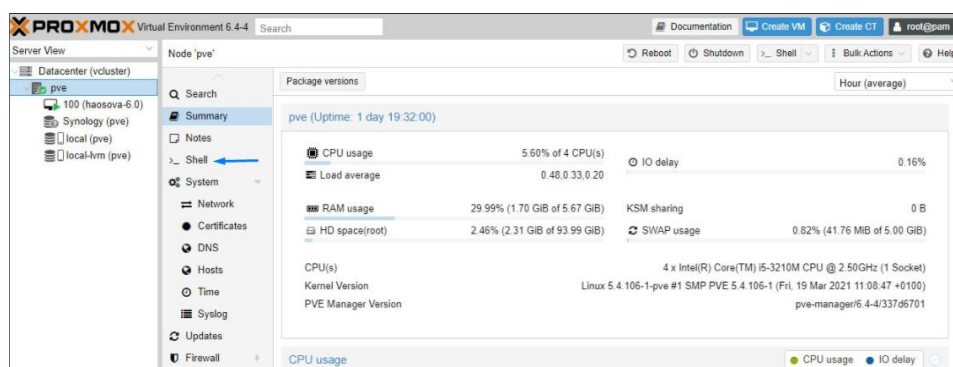 PROXMOX Virtual Environment 6.4-4 Search Documentation Create VM Create CT root@pam
Server View
Datacenter (vcluster)
pve
100 (haosova-6.0)
Synology (pve)
local (pve)
local-lvm (pve)
Node 'pve' Reboot Shutdown >_ Shell Bulk Actions Help
Search
Summary
Notes
>_ Shell
System
Network
Certificates
DNS
Hosts
Time
Syslog
Updates
Firewall
Package versions Hour (average)
pve (Uptime: 1 day 19:32:00)
CPU usage 5.60% of 4 CPU(s) IO delay 0.16%
Load average 0.48,0.33,0.20
RAM usage 29.99% (1.70 GiB of 5.67 GiB) KSM sharing 0 B
HD space(root) 2.46% (2.31 GiB of 93.99 GiB) SWAP usage 0.82% (41.76 MiB of 5.00 GiB)
CPU(s) 4 x Intel(R) Core(TM) i5-3210M CPU @ 2.50GHz (1 Socket)
Kernel Version Linux 5.4.106-1-pve #1 SMP PVE 5.4.106-1 (Fri, 19 Mar 2021 11:08:47 +0100)
PVE Manager Version pve-manager/6.4-4/337d6701
CPU usage CPU usage IO delay